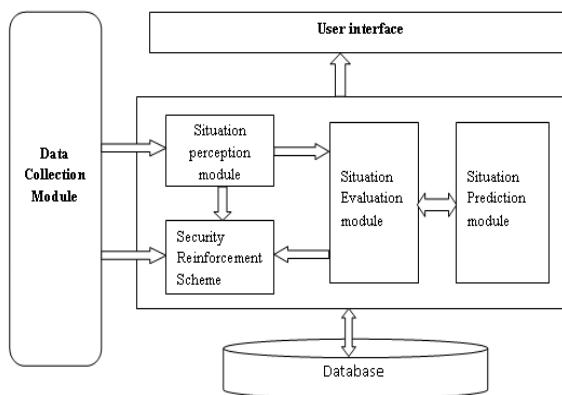 User interface
Data
Collection
Module
Situation
perception
module
Situation
Evaluation
module
Situation
Prediction
module
Security
Reinforcement
Scheme
Database